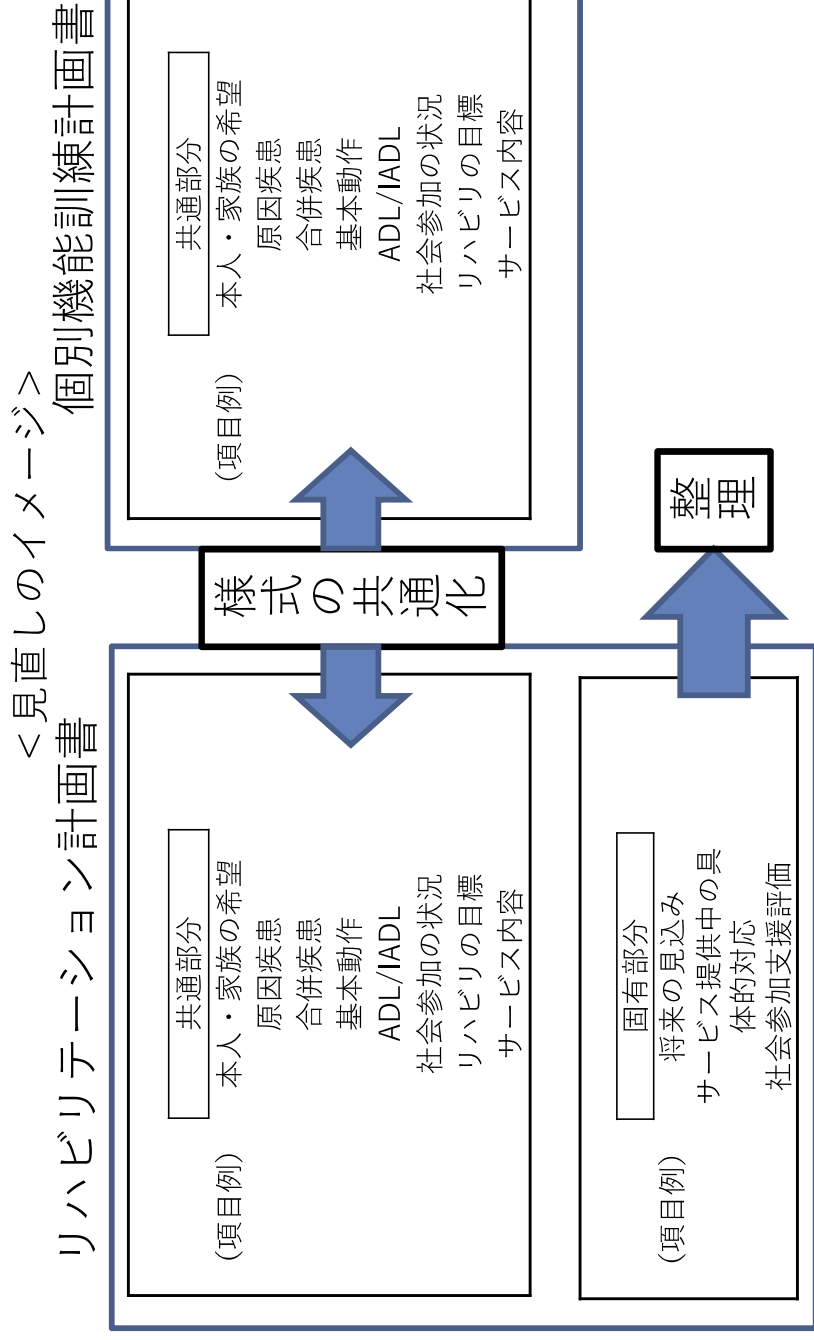 ＜見直しのイメージ＞
リハビリテーション計画書
共通部分
(項目例)
本人・家族の希望
原因疾患
合併疾患
基本動作
ADL/IADL
社会参加の状況
リハビリの目標
サービス内容
固有部分
(項目例)
将来の見込み
サービス提供中の具
体的対応
社会参加支援評価
様式の共通化
整理
個別機能訓練計画書
共通部分
(項目例)
本人・家族の希望
原因疾患
合併疾患
基本動作
ADL/IADL
社会参加の状況
リハビリの目標
サービス内容